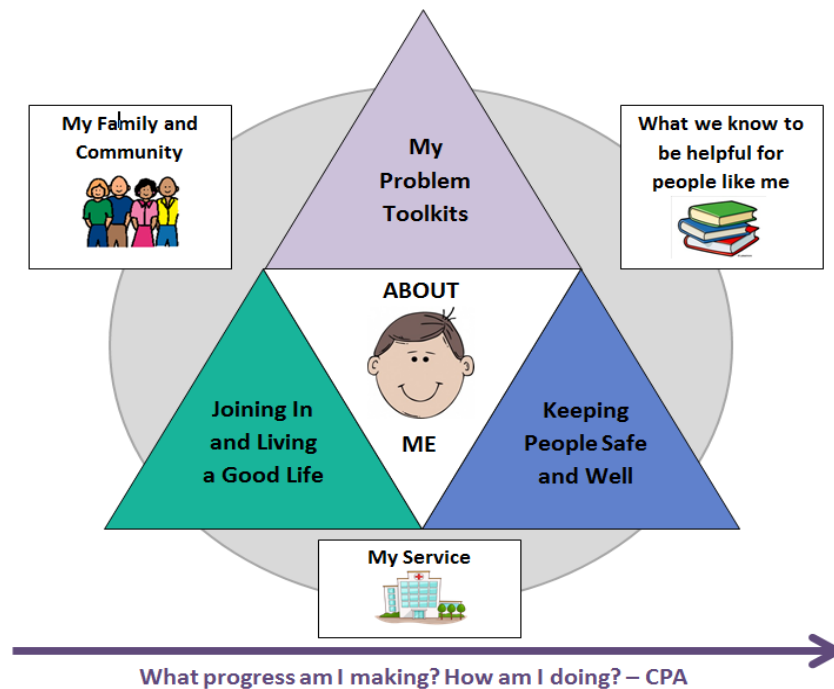 My Family and
Community
What we know to
be helpful for
people like me
My
Problem
Toolkits
ABOUT
ME
Joining In
and Living
a Good Life
Keeping
People Safe
and Well
My Service
What progress am I making? How am I doing? – CPA